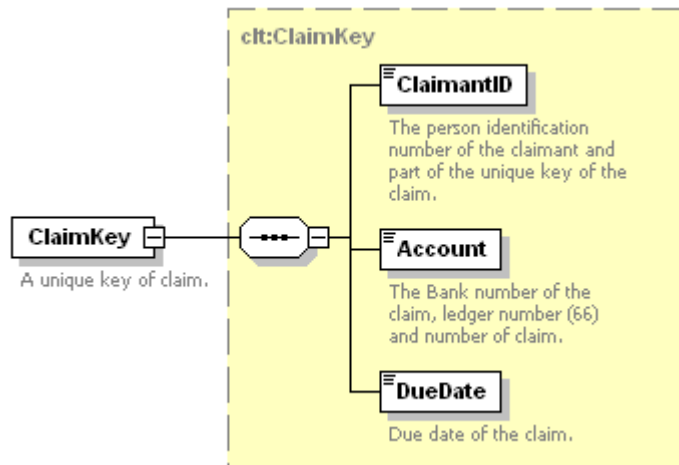 clt:ClaimKey
ClaimantID
The person identification
number of the claimant and
part of the unique key of the
claim.
ClaimKey
A unique key of claim.
Account
The Bank number of the
claim, ledger number (66)
and number of claim.
DueDate
Due date of the claim.